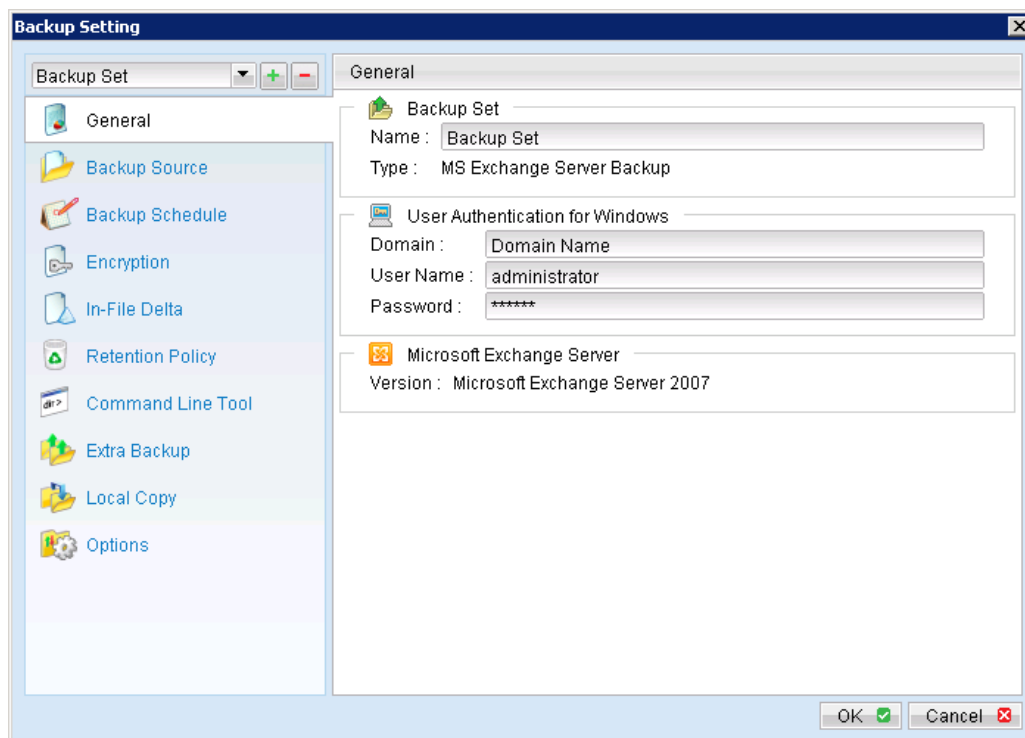 Backup Setting
Backup Set
General
Backup Source
Backup Schedule
Encryption
In-File Delta
Retention Policy
dir>
Command Line Tool
Extra Backup
Local Copy
Options
General
Backup Set
Name : Backup Set
Type : MS Exchange Server Backup
User Authentication for Windows
Domain : Domain Name
User Name : administrator
Password : ******
Microsoft Exchange Server
Version : Microsoft Exchange Server 2007
OK
Cancel